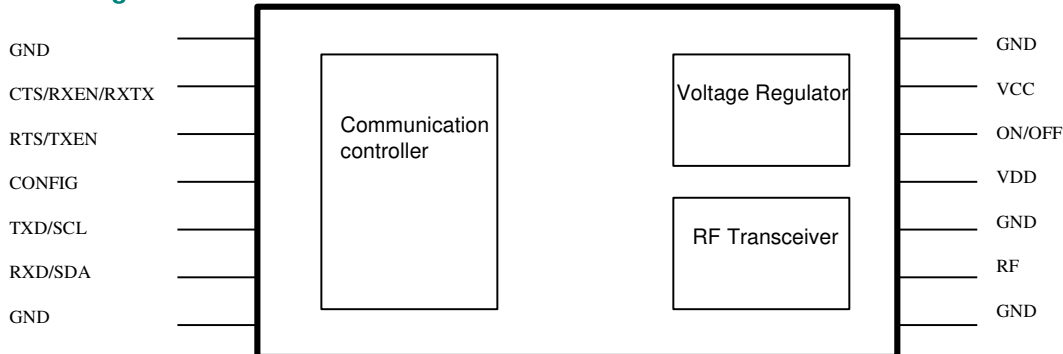 GND
CTS/RXEN/RXTX
RTS/TXEN
CONFIG
TXD/SCL
RXD/SDA
GND
Communication
controller
Voltage Regulator
RF Transceiver
GND
VCC
ON/OFF
VDD
GND
RF
GND